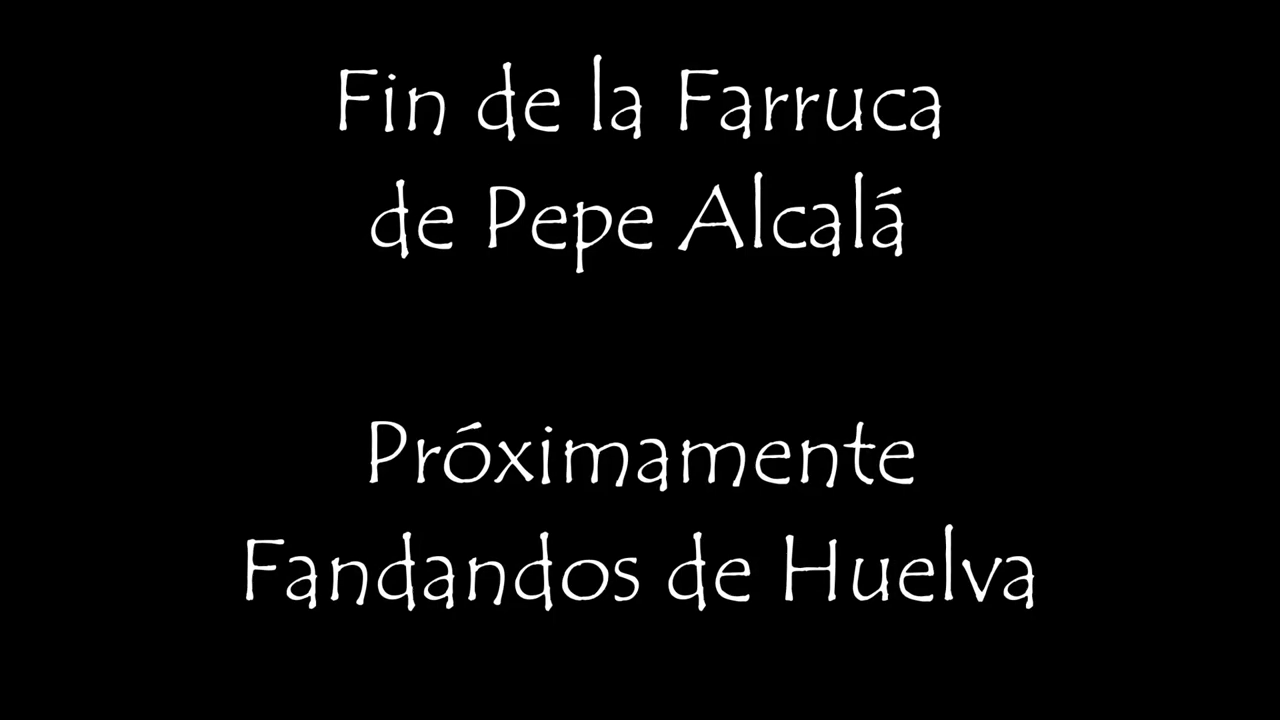 Fin de la Farruca
de Pepe Alcalá
Próximamente
Fandandos de Huelva